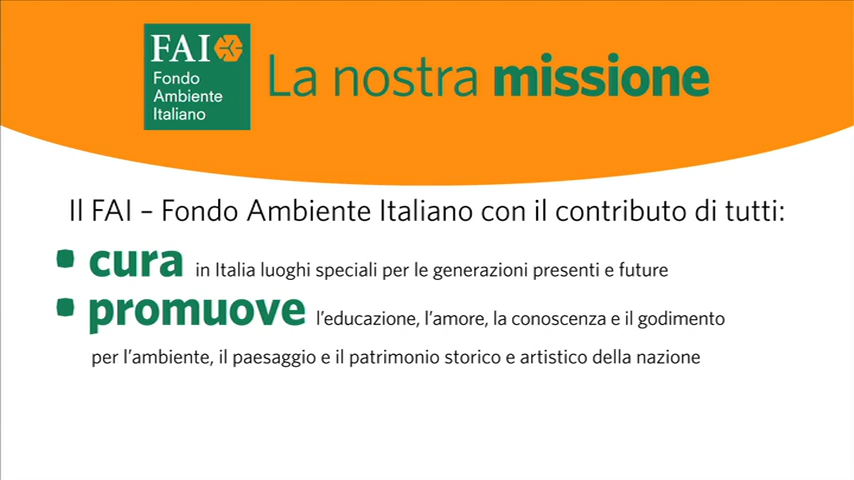 FAI
Fondo
Ambiente
Italiano
La nostra missione
Il FAI – Fondo Ambiente Italiano con il contributo di tutti:
▪ cura in Italia luoghi speciali per le generazioni presenti e future
▪ promuove l'educazione, l'amore, la conoscenza e il godimento
per l'ambiente, il paesaggio e il patrimonio storico e artistico della nazione